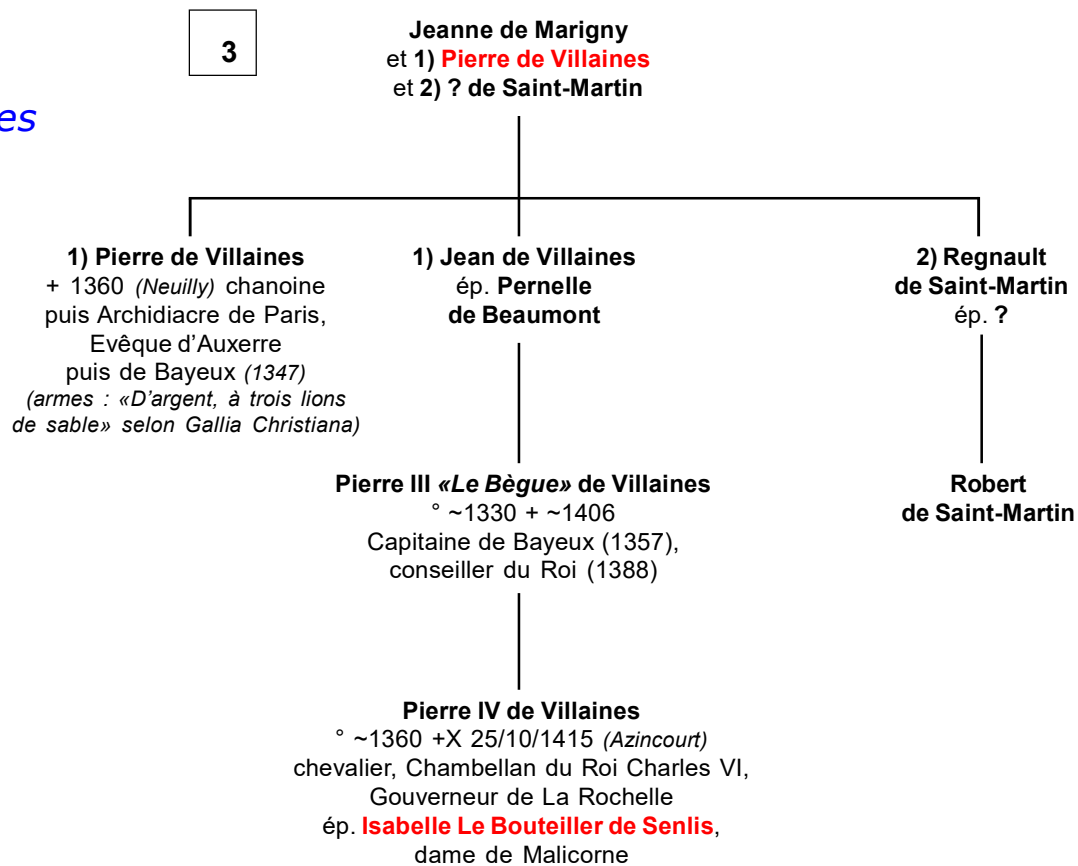 3
Jeanne de Marigny
et 1) Pierre de Villaines
et 2) ? de Saint-Martin
es
1) Pierre de Villaines
+ 1360 (Neuilly) chanoine
puis Archidiacre de Paris,
Evêque d'Auxerre
puis de Bayeux (1347)
(armes : «D'argent, à trois lions
de sable» selon Gallia Christiana)
1) Jean de Villaines
ép. Pernelle
de Beaumont
2) Regnault
de Saint-Martin
ép. ?
Pierre III «Le Bègue» de Villaines
° ~1330 + ~1406
Capitaine de Bayeux (1357),
conseiller du Roi (1388)
Robert
de Saint-Martin
Pierre IV de Villaines
° ~1360 +X 25/10/1415 (Azincourt)
chevalier, Chambellan du Roi Charles VI,
Gouverneur de La Rochelle
ép. Isabelle Le Bouteiller de Senlis,
dame de Malicorne